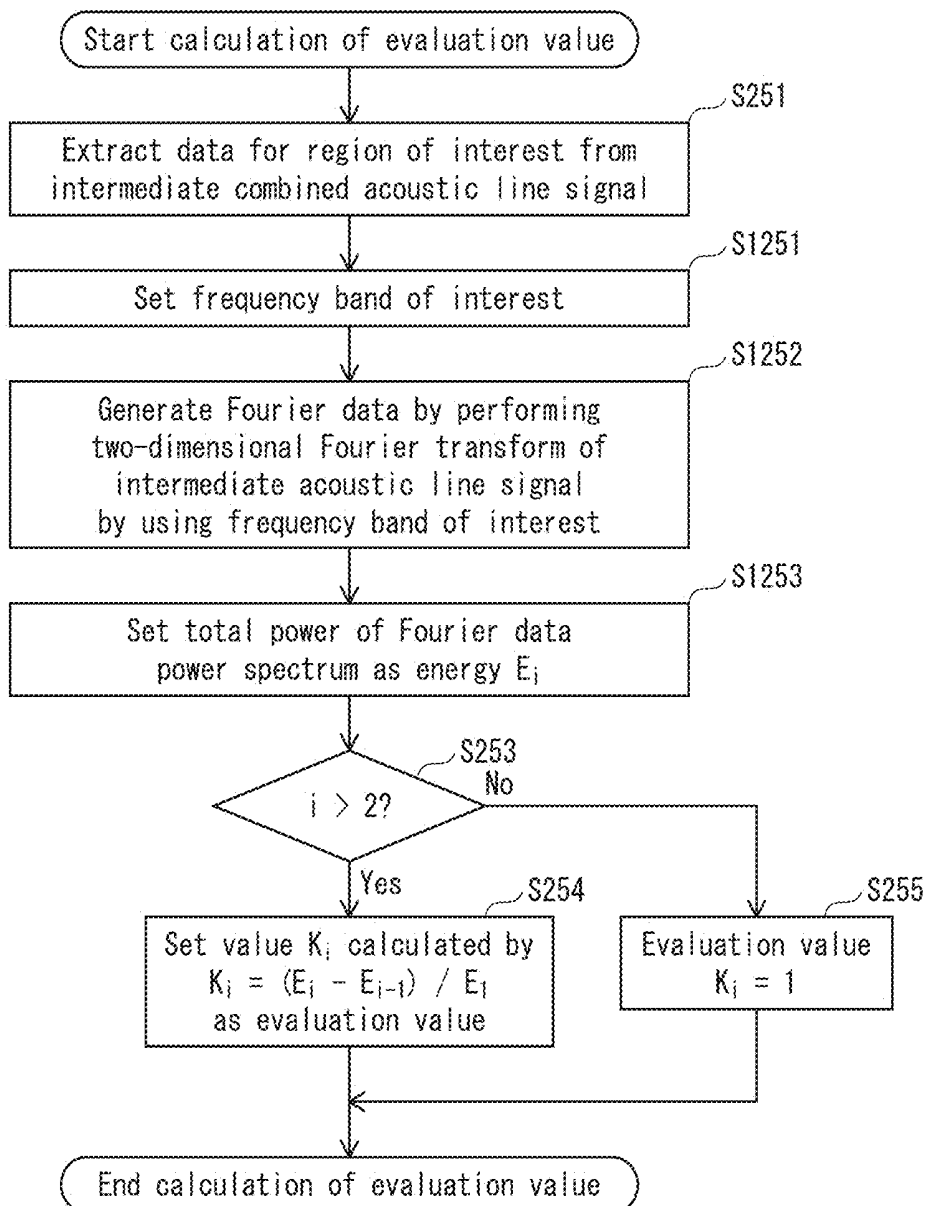 Start calculation of evaluation value
S251
Extract data for region of interest from
intermediate combined acoustic line signal
S1251
Set frequency band of interest
S1252
Generate Fourier data by performing
two-dimensional Fourier transform of
intermediate acoustic line signal
by using frequency band of interest
S1253
Set total power of Fourier data
power spectrum as energy Ei
S253
i > 2?
No
Yes
S254
Set value Ki calculated by
Ki = (Ei - Ei-1) / E1
as evaluation value
S255
Evaluation value
Ki = 1
End calculation of evaluation value